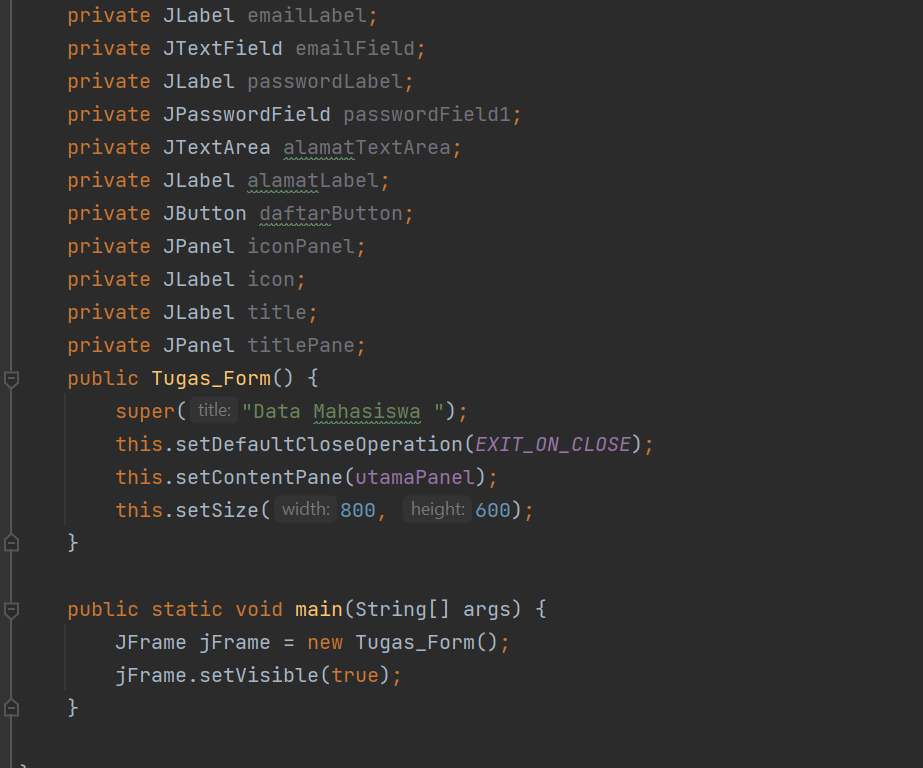 private JLabel emailLabel;
private JTextField emailField;
private JLabel passwordLabel;
private JPasswordField passwordField1;
private JTextArea alamatTextArea;
private JLabel alamatLabel;
private JButton daftarButton;
private JPanel iconPanel;
private JLabel icon;
private JLabel title;
private JPanel titlePane;
public Tugas_Form() {
super( title: "Data Mahasiswa ");
this.setDefaultCloseOperation(EXIT_ON_CLOSE);
this.setContentPane(utamaPanel);
this.setSize( width: 800, height: 600);
}
public static void main(String[] args) {
JFrame jFrame = new Tugas_Form();
jFrame.setVisible(true);
}